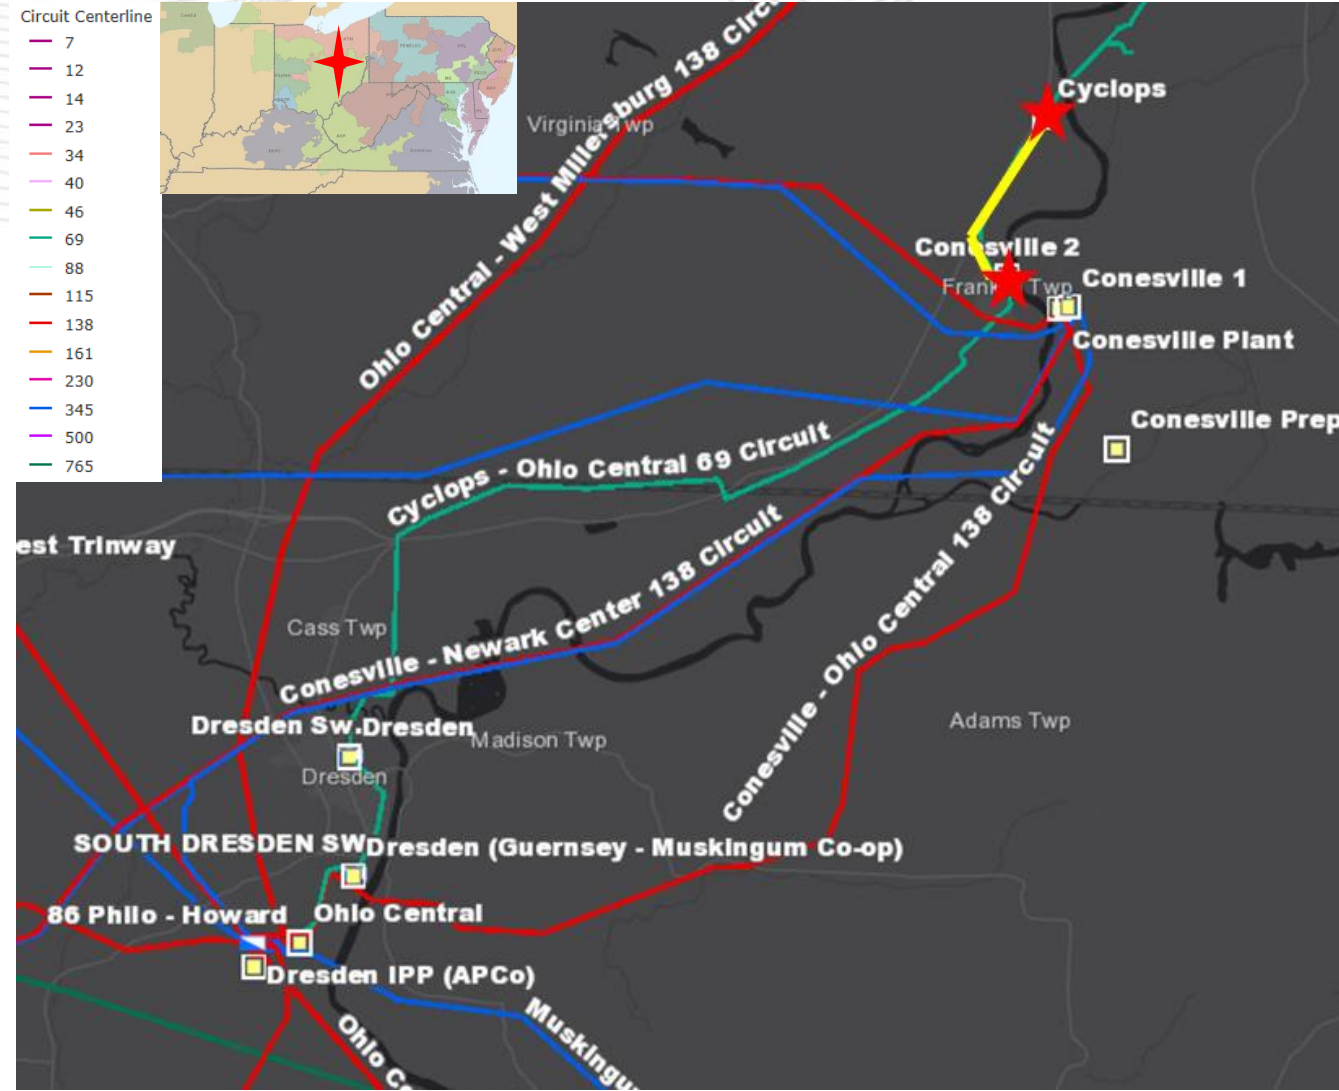 Circuit Centerline
7
12
14
23
34
40
46
69
88
115
138
161
230
345
500
765
Ohio Central - West Millersburg 138 Circui
Virginia Twp
Cyclops
Conesville 2
Franklin Twp
Conesville 1
Conesville Plant
Conesville Prep
Cyclops - Ohio Central 69 Circuit
est Trinway
Cass Twp
Conesville - Newark Center 138 Circuit
Conesville - Ohio Central 138 Circuit
Dresden Sw.
Dresden
Madison Twp
Adams Twp
Dresden
SOUTH DRESDEN SW
Dresden (Guernsey - Muskingum Co-op)
86 Philo - Howard
Ohio Central
Dresden IPP (APCo)
Ohio Ce
Muskingu